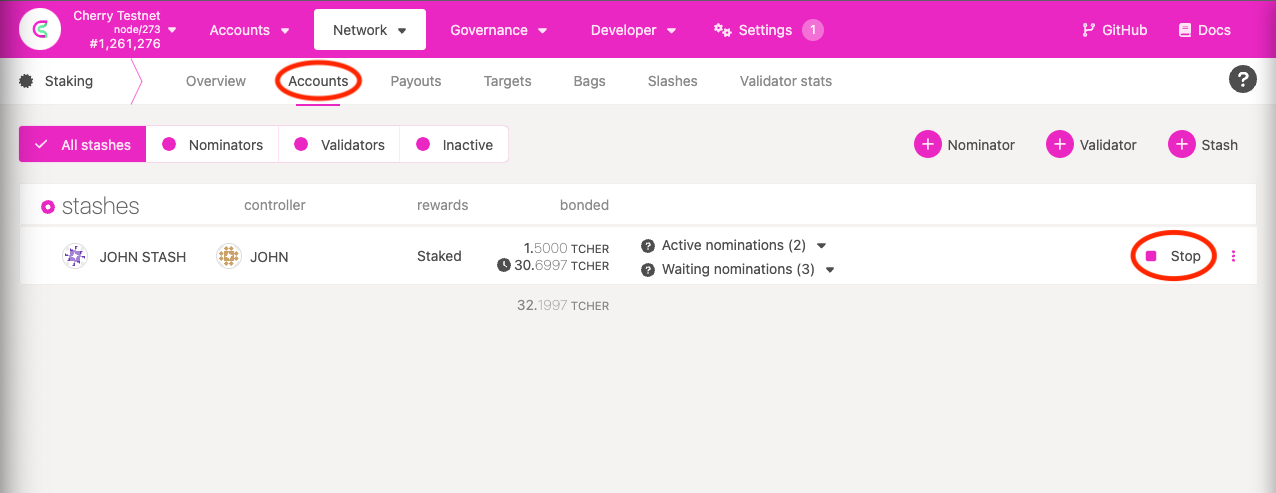 Cherry Testnet
node/273
#1,261,276
Accounts
Network
Governance
Developer
Settings
1
GitHub
Docs
Staking
Overview
Accounts
Payouts
Targets
Bags
Slashes
Validator stats
?
All stashes
Nominators
Validators
Inactive
+ Nominator
+ Validator
+ Stash
stashes
controller
rewards
bonded
JOHN STASH
JOHN
Staked
1.5000 TCHER
30.6997 TCHER
? Active nominations (2)
? Waiting nominations (3)
Stop
32.1997 TCHER